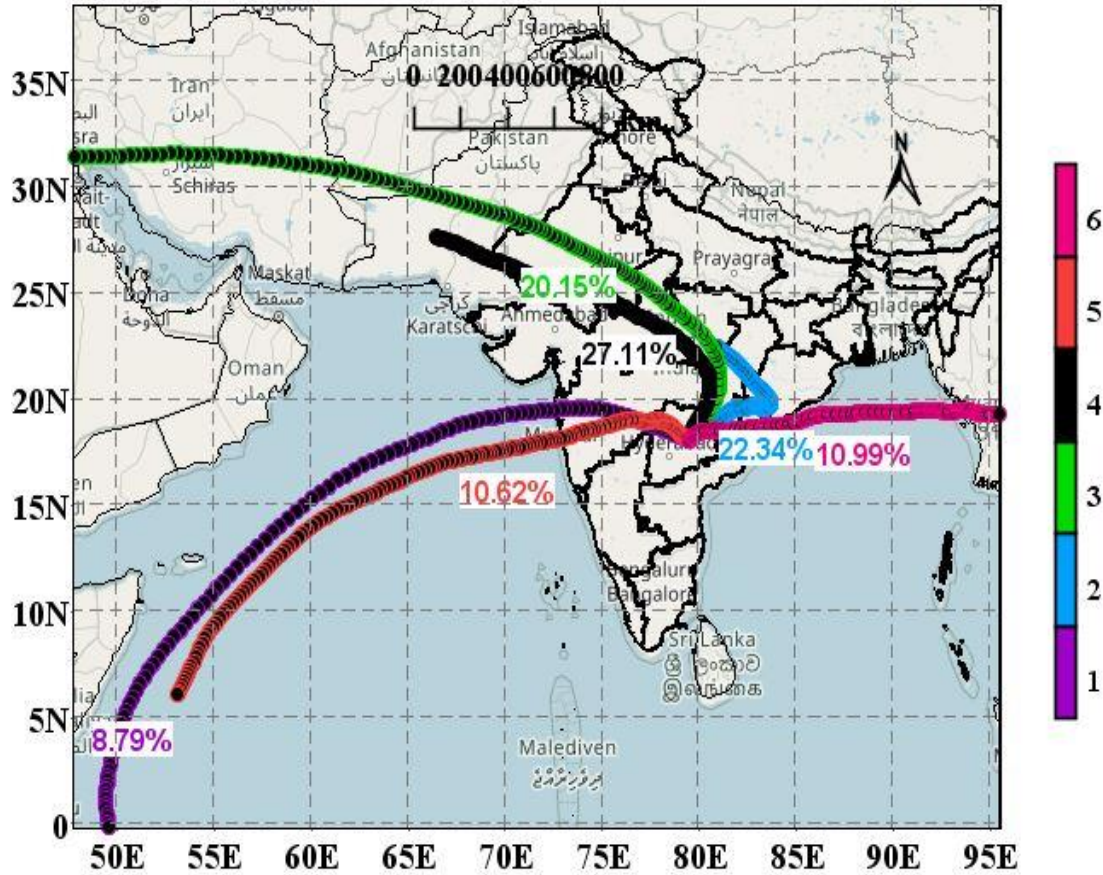 Islamabad
Afghanistan
35N
0 200400600800
Iran
ایران
Km
Pakistan
پاکستان
N
Schiras
30N
Nepal
नेपाल
6
Maskat
مسقط
Prayagra
25N
Doha
الدوحة
20.15%
5
Karatschi
Ahmedabad
27.11%
Oman
عمان
4
20N
22.34%
10.99%
10.62%
3
15N
Bengaluru
Bangalore
10N
2
Sri Lanka
ශ්‍රී ලංකාව
இலங்கை
1
5N
8.79%
Malediven
ދިވެހިރާއްޖެ
0
50E 55E 60E 65E 70E 75E 80E 85E 90E 95E